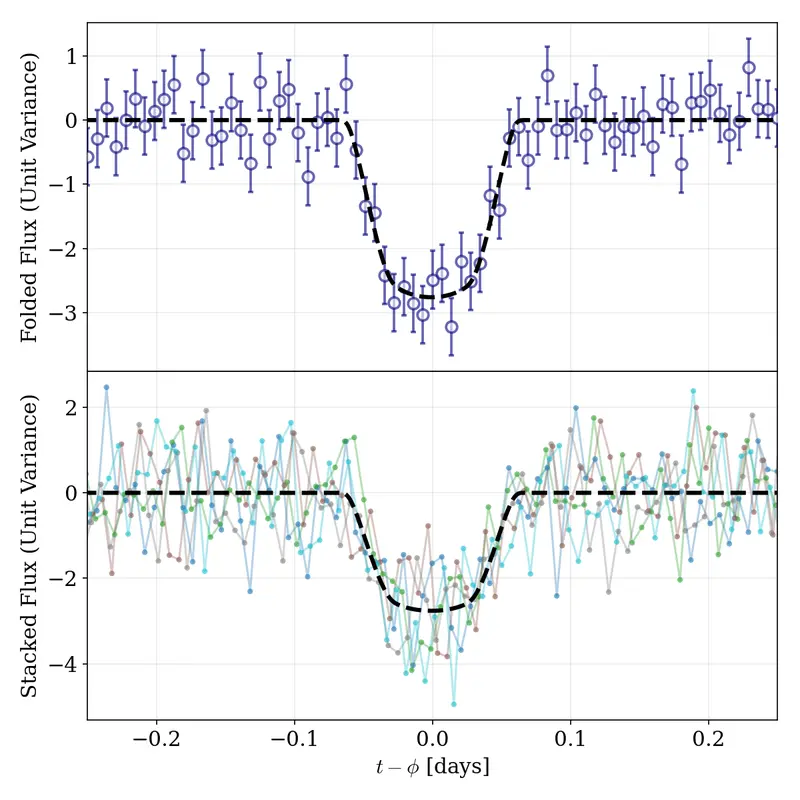 Folded Flux (Unit Variance)
1
0
−1
−2
−3
Stacked Flux (Unit Variance)
2
0
−2
−4
−0.2 −0.1 0.0 0.1 0.2
t − ϕ [days]